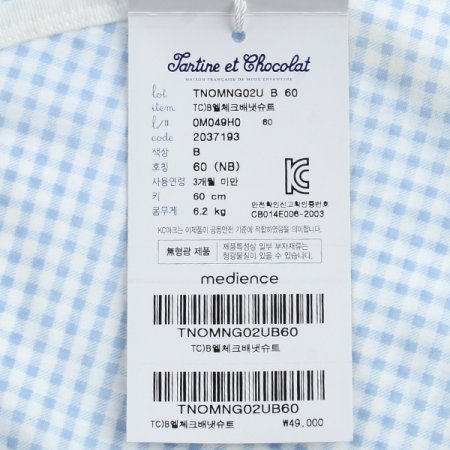 Tartine et Chocolat
MAISON FRANÇAISE DE MODE ENFANTINE
lot TNOMNG02U B 60
item TC)B엘체크배냇슈트
l/# 0M049H0 60
code 2037193
색상 B
호칭 60 (NB)
사용연령 3개월 미만
키 60 cm
몸무게 6.2 kg
안전확인신고확인증번호
CB014E006-2003
KC마크는 이제품이 공통안전 기준에 적합하였음을 의미합니다.
無형광 제품
제품특성상 일부 부자재류는
형광물질이 있을 수 있습니다.
medience
TNOMNG02UB60
TC)B엘체크배냇슈트
TNOMNG02UB60
TC)B엘체크배냇슈트 ₩49,000